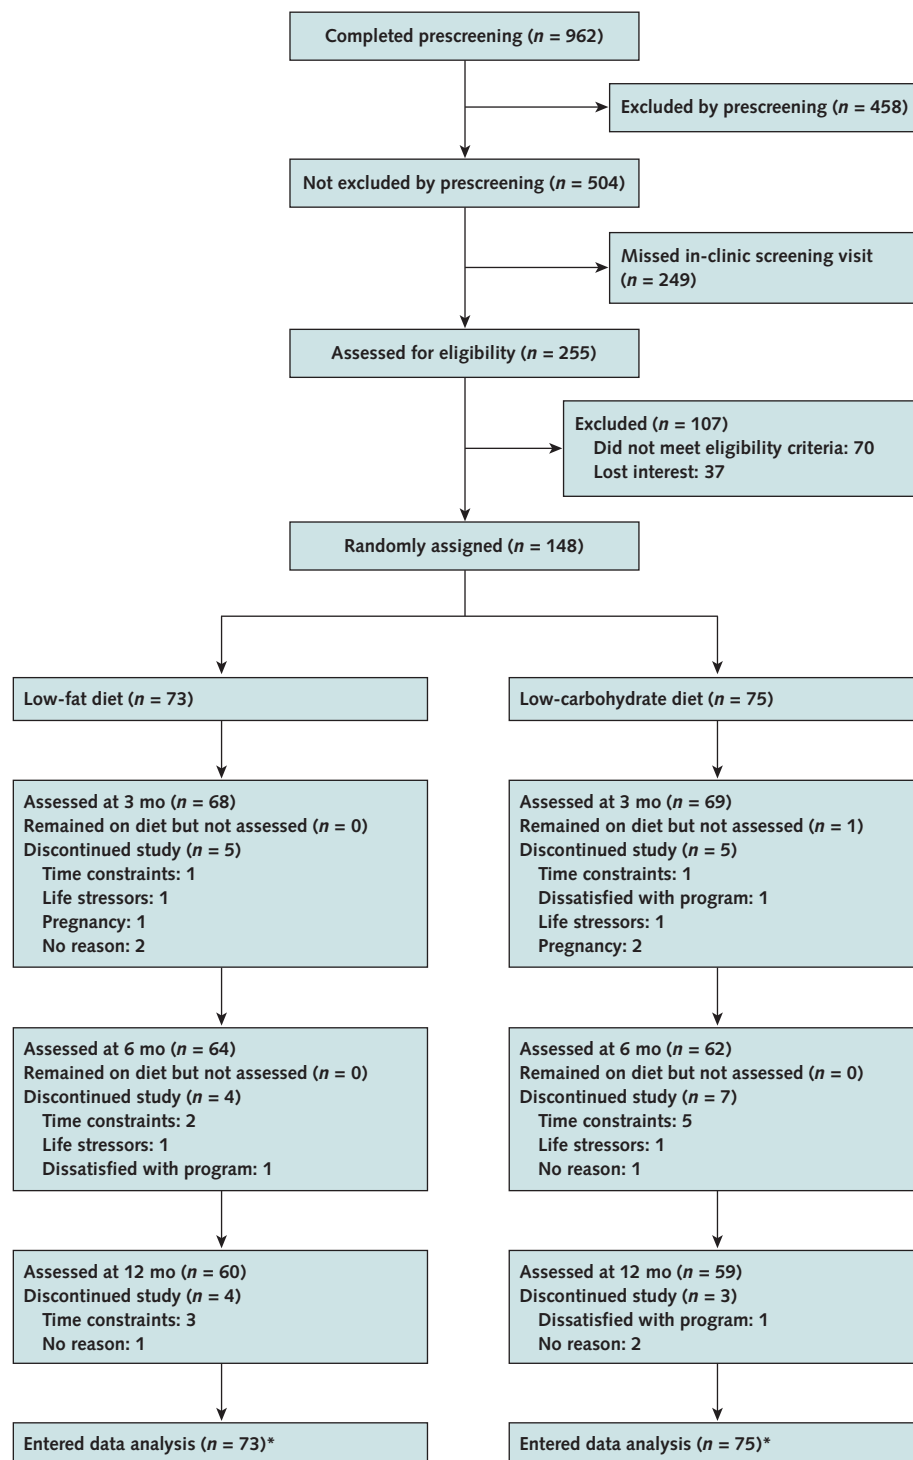 Completed prescreening (n = 962)
Excluded by prescreening (n = 458)
Not excluded by prescreening (n = 504)
Missed in-clinic screening visit
(n = 249)
Assessed for eligibility (n = 255)
Excluded (n = 107)
Did not meet eligibility criteria: 70
Lost interest: 37
Randomly assigned (n = 148)
Low-fat diet (n = 73)
Assessed at 3 mo (n = 68)
Remained on diet but not assessed (n = 0)
Discontinued study (n = 5)
Time constraints: 1
Life stressors: 1
Pregnancy: 1
No reason: 2
Assessed at 6 mo (n = 64)
Remained on diet but not assessed (n = 0)
Discontinued study (n = 4)
Time constraints: 2
Life stressors: 1
Dissatisfied with program: 1
Assessed at 12 mo (n = 60)
Discontinued study (n = 4)
Time constraints: 3
No reason: 1
Entered data analysis (n = 73)*
Low-carbohydrate diet (n = 75)
Assessed at 3 mo (n = 69)
Remained on diet but not assessed (n = 1)
Discontinued study (n = 5)
Time constraints: 1
Dissatisfied with program: 1
Life stressors: 1
Pregnancy: 2
Assessed at 6 mo (n = 62)
Remained on diet but not assessed (n = 0)
Discontinued study (n = 7)
Time constraints: 5
Life stressors: 1
No reason: 1
Assessed at 12 mo (n = 59)
Discontinued study (n = 3)
Dissatisfied with program: 1
No reason: 2
Entered data analysis (n = 75)*